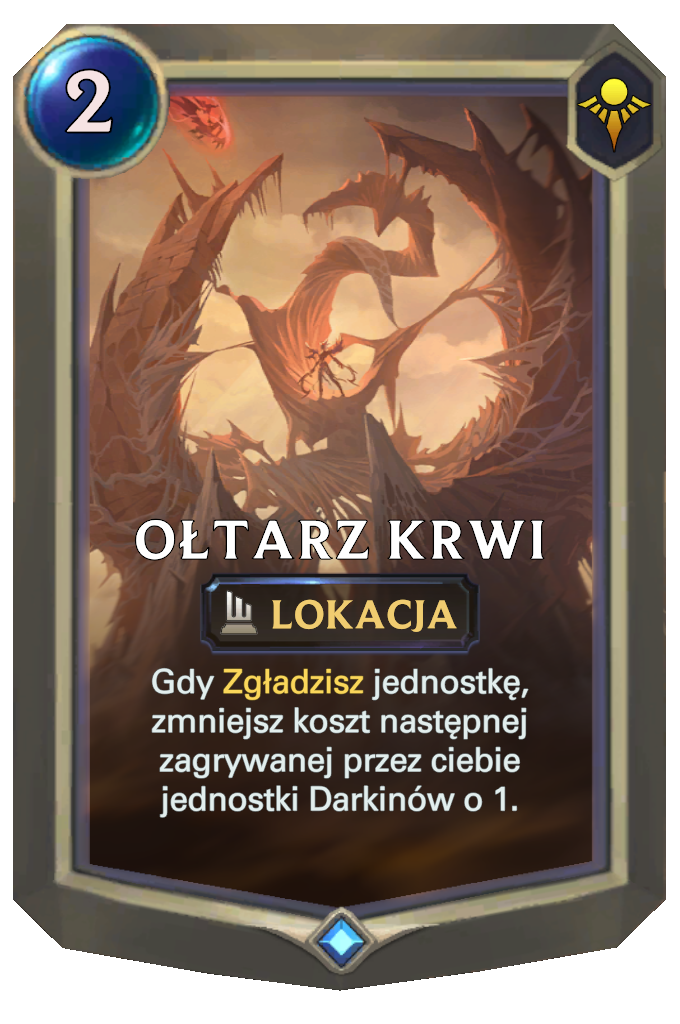 2
OŁTARZ KRWI
LOKACJA
Gdy Zgładzisz jednostkę,
zmniejsz koszt następnej
zagrywanej przez ciebie
jednostki Darkinów o 1.